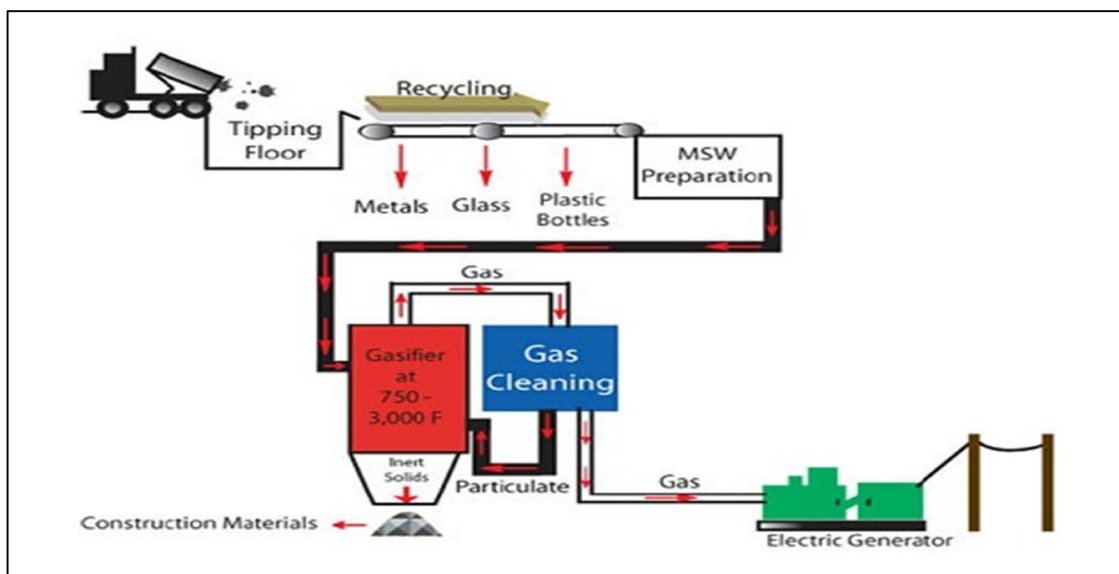 Recycling
Tipping
Floor
MSW
Preparation
Metals
Glass
Plastic
Bottles
Gas
Gasifier
at
750 -
3,000 F
Gas
Cleaning
Inert
Solids
Particulate
Gas
Construction Materials
Electric Generator